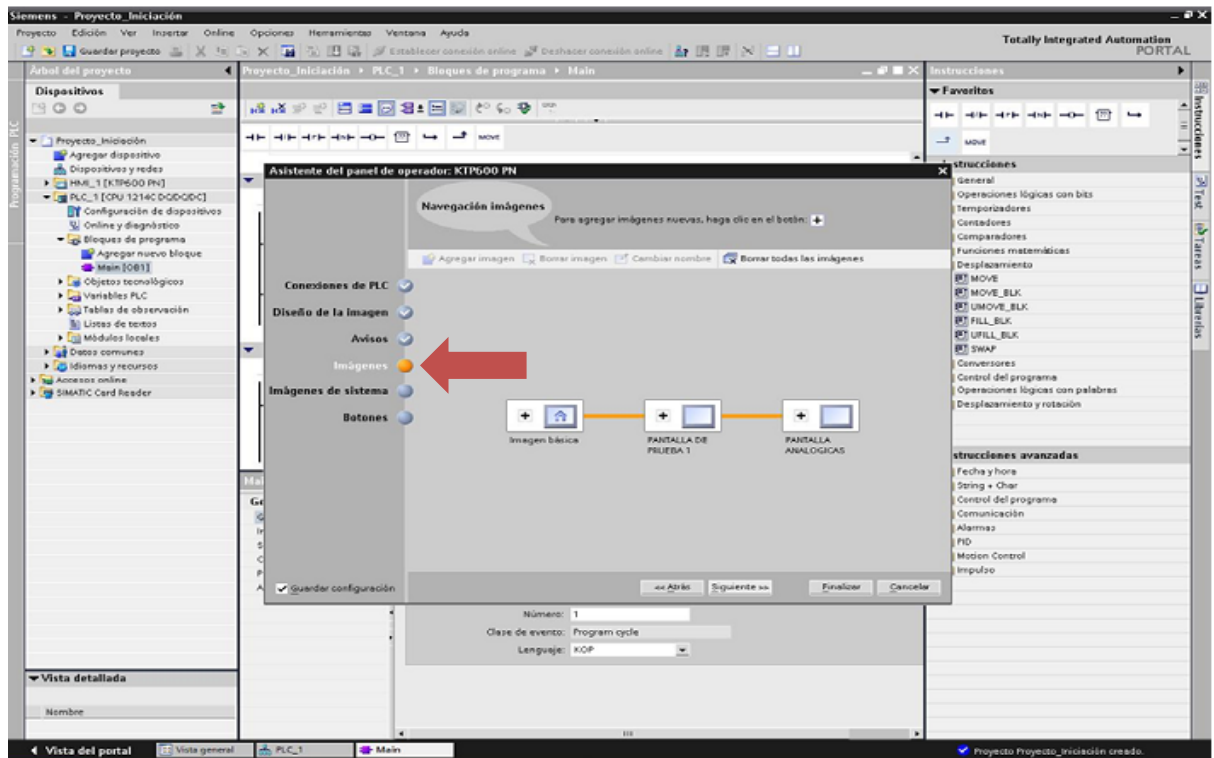 Siemens - Proyecto_Iniciación
Proyecto Edición Ver Insertar Online Opciones Herramientas Ventana Ayuda
Totally Integrated Automation
PORTAL
Guardar proyecto
Establecer conexión online
Deshacer conexión online
Árbol del proyecto
Proyecto_Iniciación ▸ PLC_1 ▸ Bloques de programa ▸ Main
Instrucciones
Dispositivos
Favoritos
Programación PLC
Proyecto_Iniciación
Agregar dispositivo
Dispositivos y redes
HMI_1 [KTP600 PN]
PLC_1 [CPU 1214C DC/DC/DC]
Configuración de dispositivos
Online y diagnóstico
Bloques de programa
Agregar nuevo bloque
Main [OB1]
Objetos tecnológicos
Variables PLC
Tablas de observación
Listas de textos
Módulos locales
Datos comunes
Idiomas y recursos
Accesos online
SIMATIC Card Reader
MOVE
Asistente del panel de operador: KTP600 PN
Navegación imágenes
Para agregar imágenes nuevas, haga clic en el botón: +
Agregar imagen
Borrar imagen
Cambiar nombre
Borrar todas las imágenes
Conexiones de PLC
Diseño de la imagen
Avisos
Imágenes
Imágenes de sistema
Botones
Imagen básica
PANTALLA DE PRUEBA 1
PANTALLA ANALOGICAS
Guardar configuración
<< Atrás
Siguiente >>
Finalizar
Cancelar
Número: 1
Clase de evento: Program cycle
Lenguaje: KOP
MOVE
strucciones
General
Operaciones lógicas con bits
Temporizadores
Contadores
Comparadores
Funciones matemáticas
Desplazamiento
MOVE
MOVE_BLK
UMOVE_BLK
FILL_BLK
UFILL_BLK
SWAP
Conversores
Control del programa
Operaciones lógicas con palabras
Desplazamiento y rotación
strucciones avanzadas
Fecha y hora
String + Char
Control del programa
Comunicación
Alarmas
PID
Motion Control
Impulso
Instrucciones
Test
Tareas
Librerías
Vista detallada
Nombre
Vista del portal
Vista general
PLC_1
Main
Proyecto Proyecto_Iniciación creado.